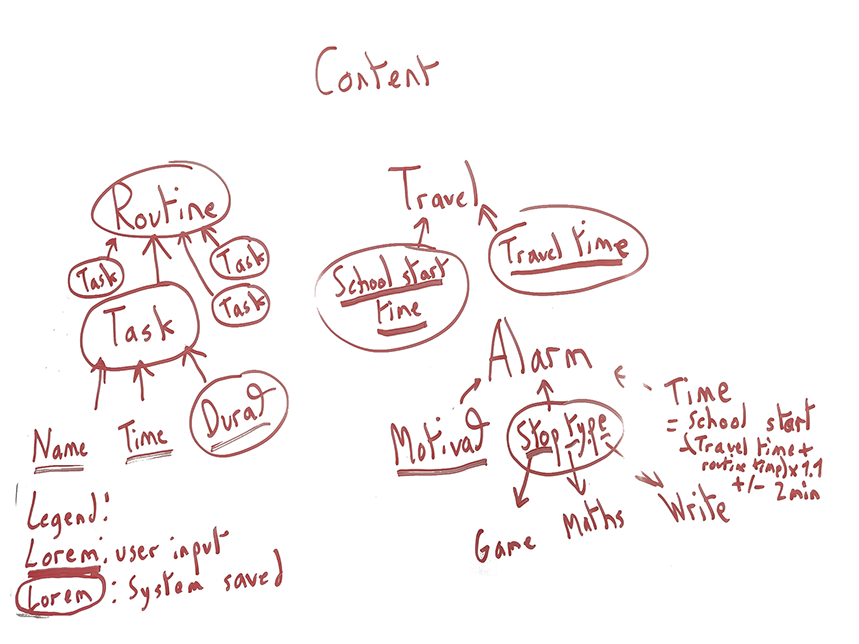 Content
Routine
Task
Task
Task
Task
Name
Time
Durat
Travel
School start
time
Travel time
Alarm
Motivat
Stop type
Game
Maths
Write
Time
= School start
-(Travel time +
routine time) x 1.1
+/- 2 min
Legend:
Lorem: user input
Lorem : System saved